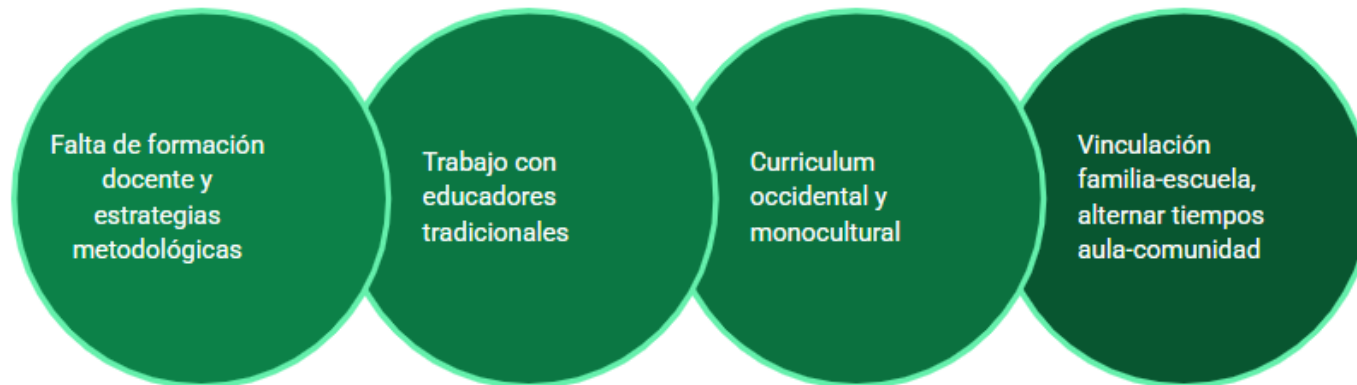 Falta de formación
docente y
estrategias
metodológicas
Trabajo con
educadores
tradicionales
Curriculum
occidental y
monocultural
Vinculación
familia-escuela,
alternar tiempos
aula-comunidad